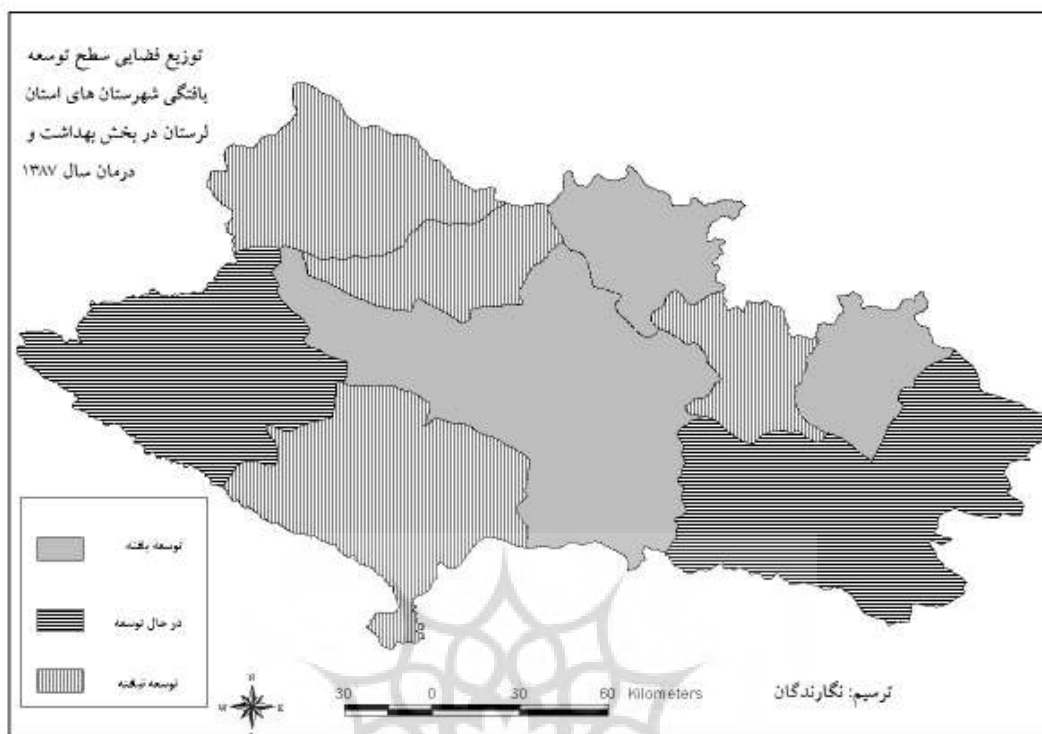 توزیع فضایی سطح توسعه
یافتگی شهرستان های استان
لرستان در بخش بهداشت و
درمان سال ۱۳۸۷
توسعه یافته
در حال توسعه
توسعه نیافته
W
E
30 0 30 60 Kilometers
ترسیم: نگارندگان